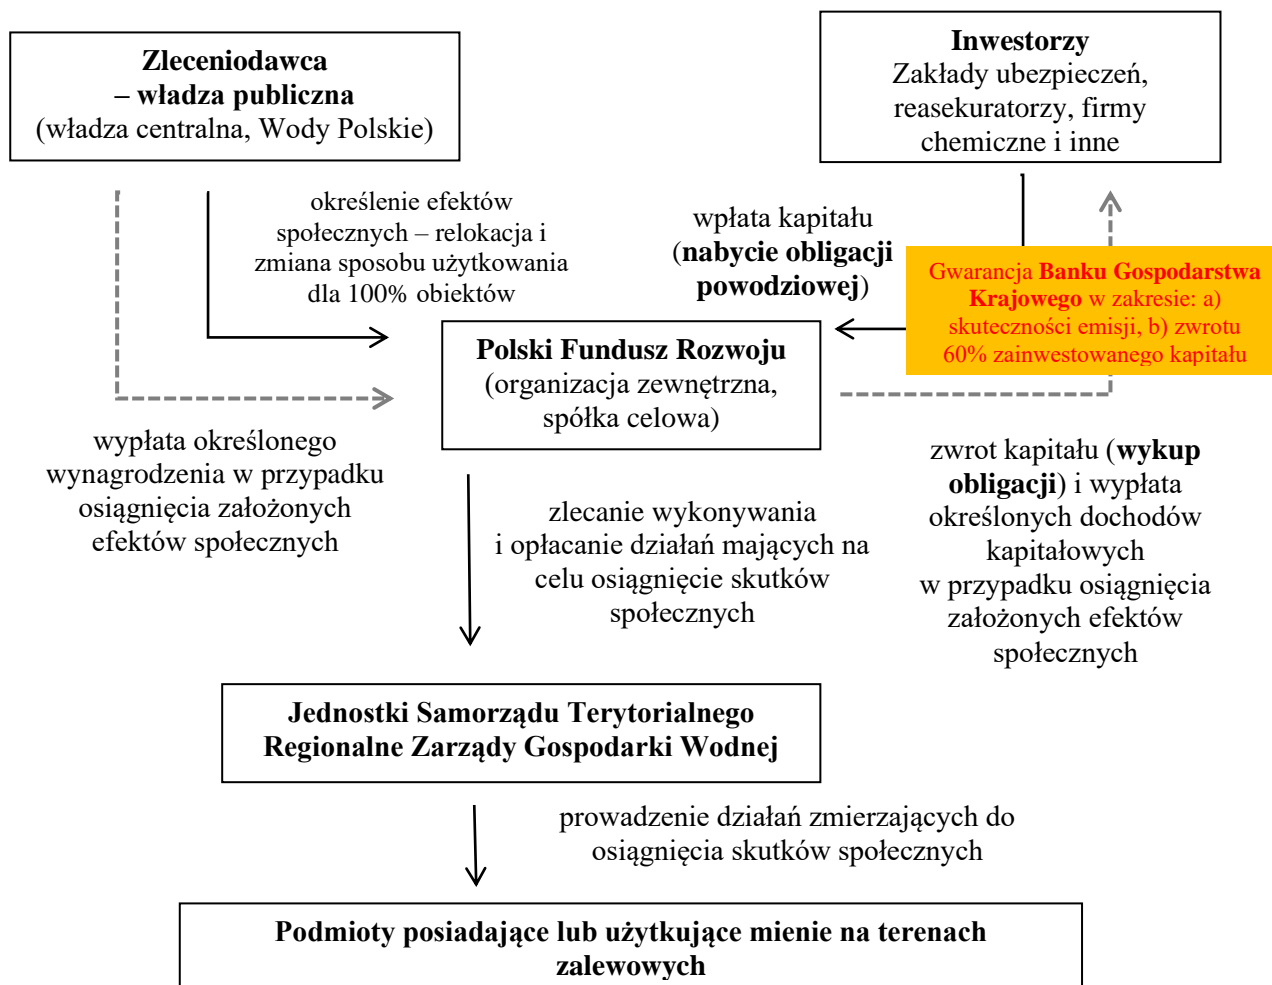 Zleceniodawca
– władza publiczna
(władza centralna, Wody Polskie)
Inwestorzy
Zakłady ubezpieczeń,
reasekuratorzy, firmy
chemiczne i inne
określenie efektów
społecznych – relokacja i
zmiana sposobu użytkowania
dla 100% obiektów
wpłata kapitału
(nabycie obligacji
powodziowej)
Gwarancja Banku Gospodarstwa
Krajowego w zakresie: a)
skuteczności emisji, b) zwrotu
60% zainwestowanego kapitału
Polski Fundusz Rozwoju
(organizacja zewnętrzna,
spółka celowa)
wypłata określonego
wynagrodzenia w przypadku
osiągnięcia założonych
efektów społecznych
zwrot kapitału (wykup
obligacji) i wypłata
określonych dochodów
kapitałowych
w przypadku osiągnięcia
założonych efektów
społecznych
zlecanie wykonywania
i opłacanie działań mających na
celu osiągnięcie skutków
społecznych
Jednostki Samorządu Terytorialnego
Regionalne Zarządy Gospodarki Wodnej
prowadzenie działań zmierzających do
osiągnięcia skutków społecznych
Podmioty posiadające lub użytkujące mienie na terenach
zalewowych